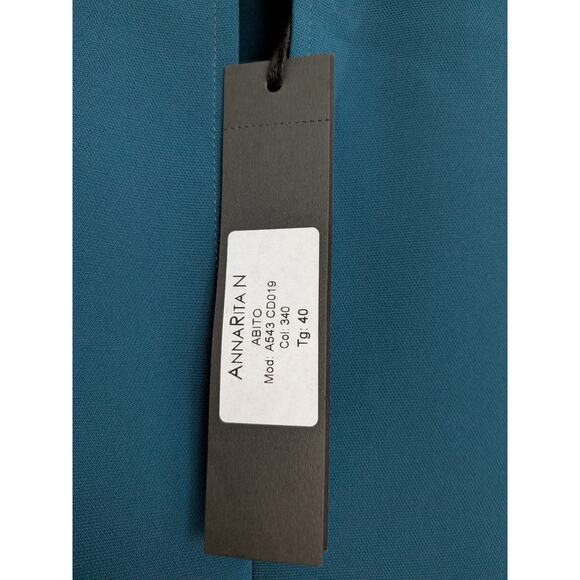 ANNARITA N
ABITO
Mod: A543 CD019
Col: 340
Tg: 40